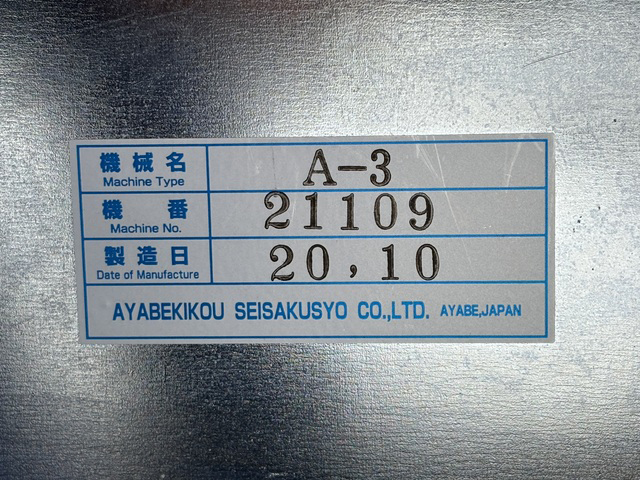 機械名 A-3
Machine Type
機番 21109
Machine No.
製造日 20,10
Date of Manufacture
AYABEKIKOU SEISAKUSYO CO.,LTD. AYABE,JAPAN